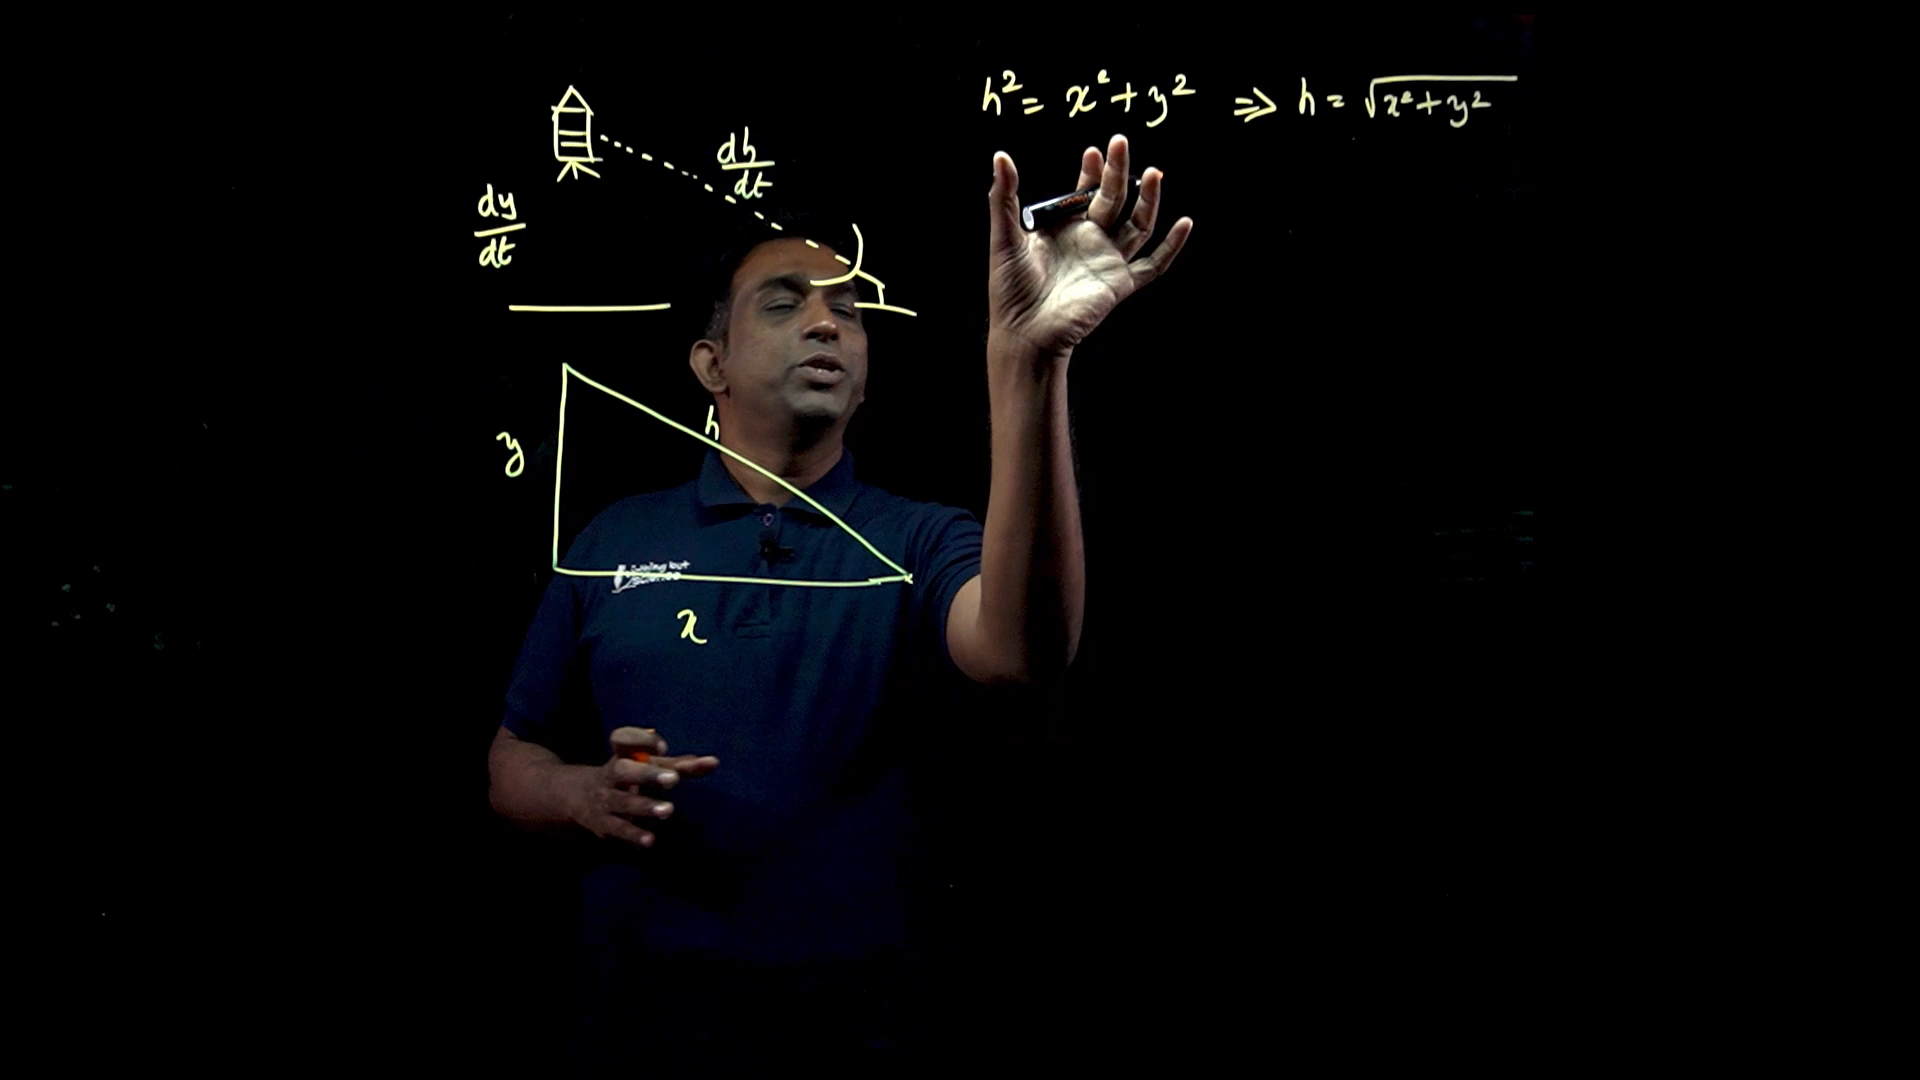 h² = x² + y² ⇒ h = √x² + y²
dh/dt
dy/dt
h
y
x